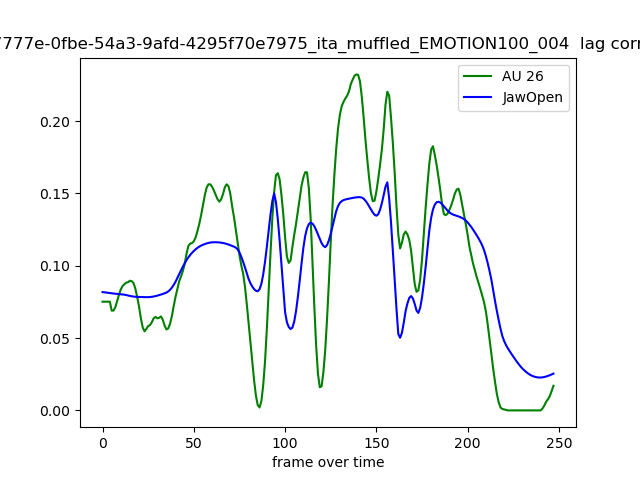 7777e-0fbe-54a3-9afd-4295f70e7975_ita_muffled_EMOTION100_004 lag corr
AU 26
JawOpen
0.20
0.15
0.10
0.05
0.00
0 50 100 150 200 250
frame over time